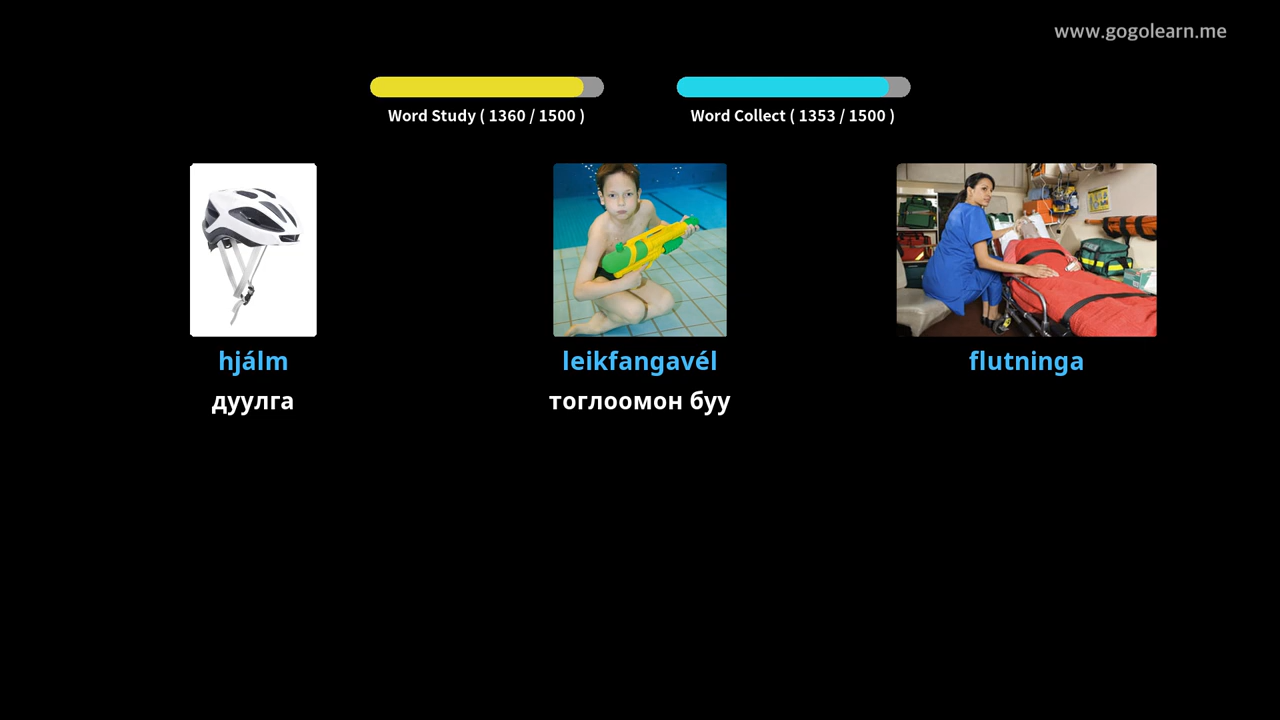 www.gogolearn.me
Word Study ( 1360 / 1500 )
Word Collect ( 1353 / 1500 )
hjálm
leikfangavél
flutninga
дуулга
тоглоомон буу